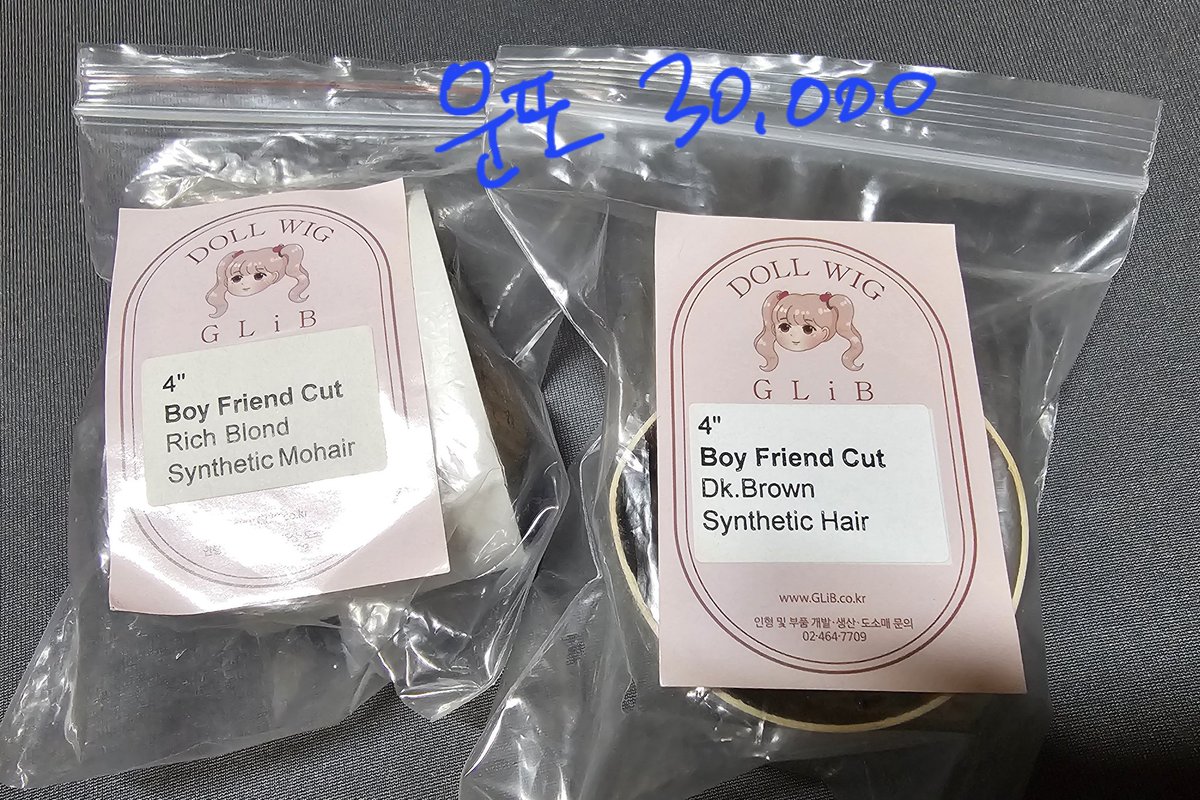 운포 30,000
DOLL WIG
GLiB
4"
Boy Friend Cut
Rich Blond
Synthetic Mohair
DOLL WIG
GLiB
4"
Boy Friend Cut
Dk.Brown
Synthetic Hair
www.GLiB.co.kr
인형 및 부품 개발·생산·도소매 문의
02-464-7709